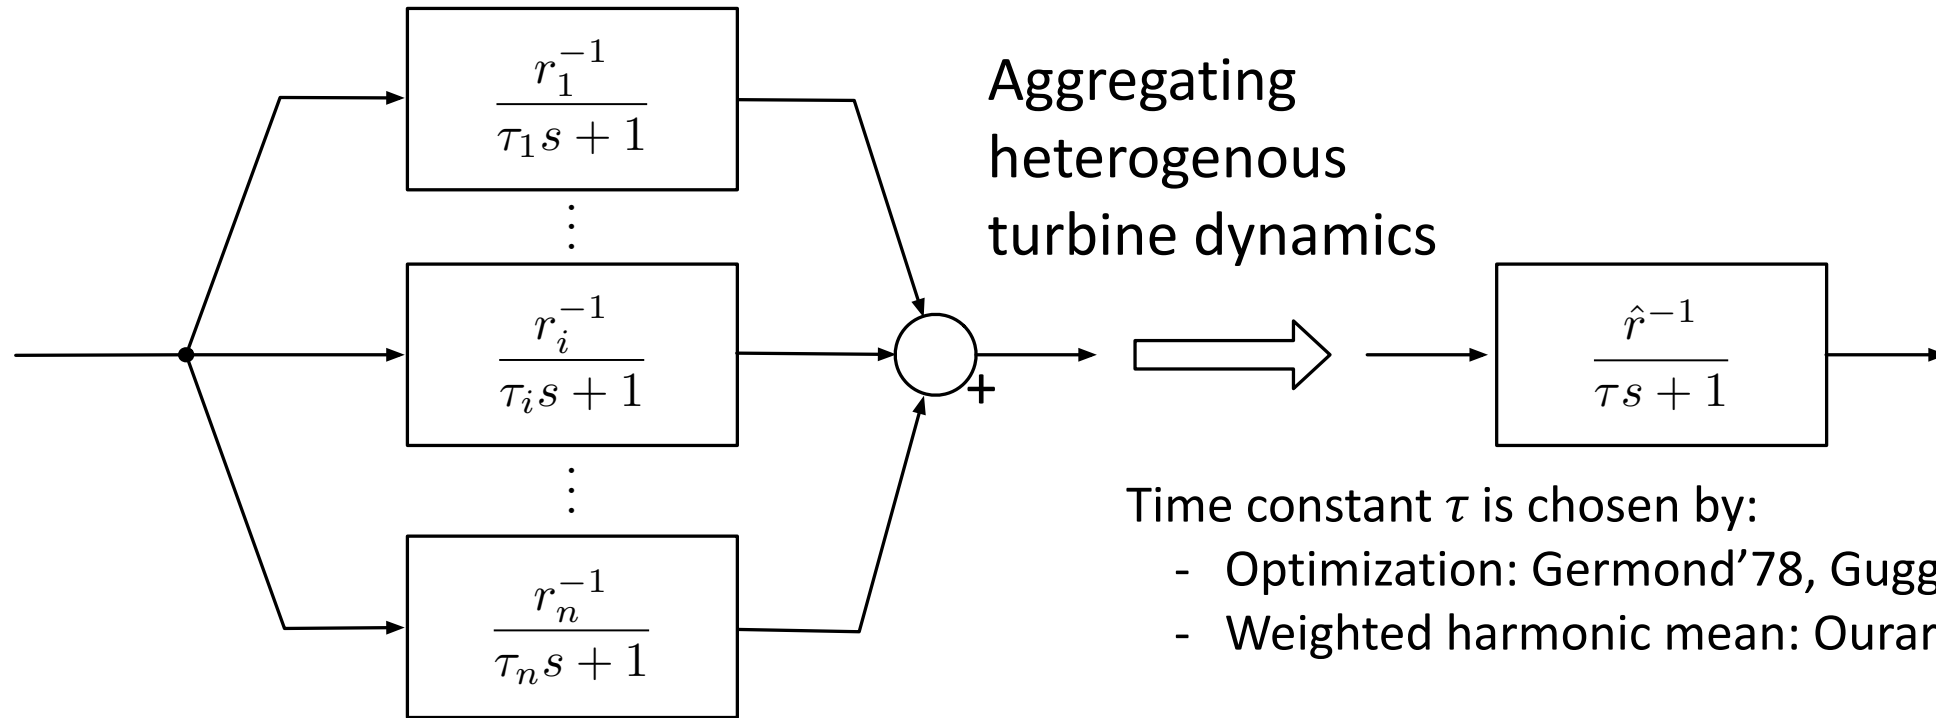 r_1^{-1}
τ_1 s + 1
⋮
r_i^{-1}
τ_i s + 1
⋮
r_n^{-1}
τ_n s + 1
+
Aggregating
heterogenous
turbine dynamics
r̂^{-1}
τ s + 1
Time constant τ is chosen by:
- Optimization: Germond'78,
- Weighted harmonic mean: